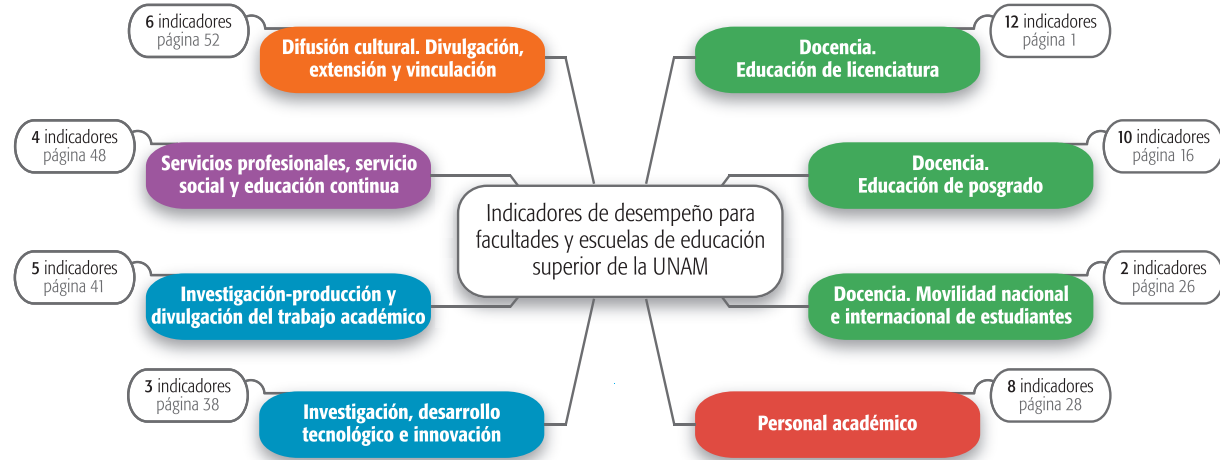 6 indicadores
página 52
Difusión cultural. Divulgación,
extensión y vinculación
4 indicadores
página 48
Servicios profesionales, servicio
social y educación continua
5 indicadores
página 41
Investigación-producción y
divulgación del trabajo académico
3 indicadores
página 38
Investigación, desarrollo
tecnológico e innovación
Indicadores de desempeño para
facultades y escuelas de educación
superior de la UNAM
12 indicadores
página 1
Docencia.
Educación de licenciatura
10 indicadores
página 16
Docencia.
Educación de posgrado
2 indicadores
página 26
Docencia. Movilidad nacional
e internacional de estudiantes
8 indicadores
página 28
Personal académico